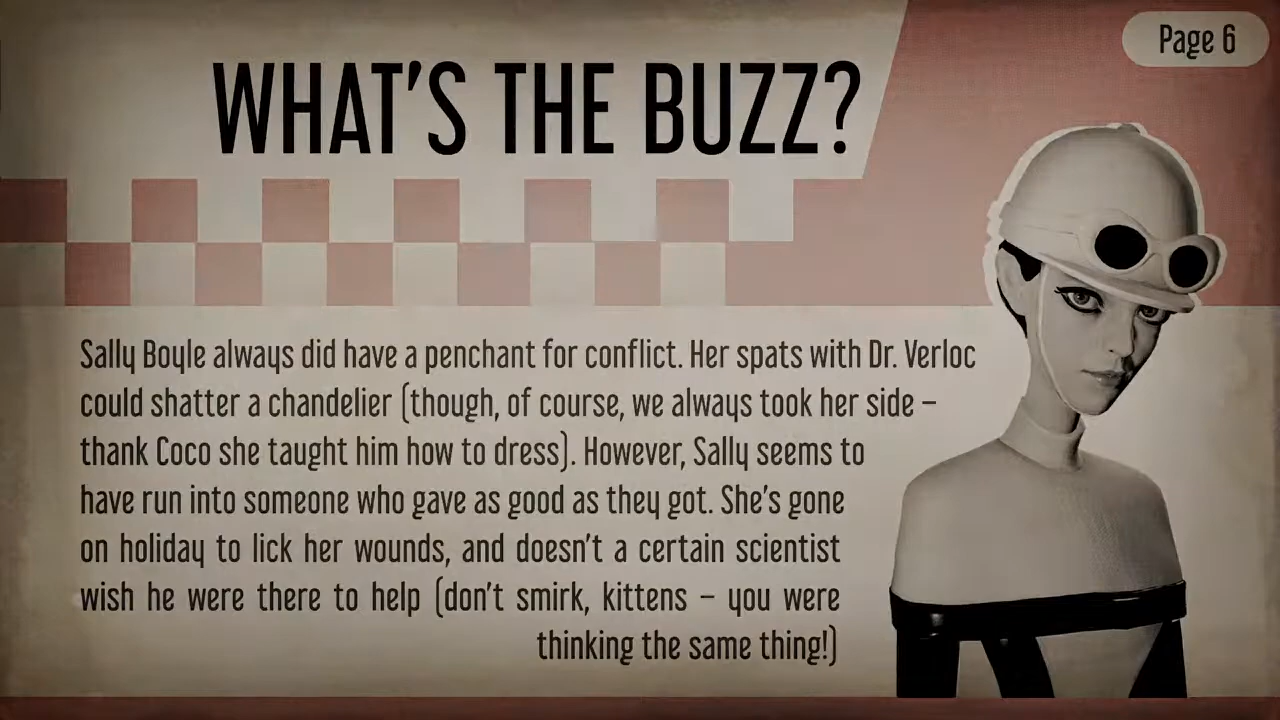 Page 6
WHAT'S THE BUZZ?
Sally Boyle always did have a penchant for conflict. Her spats with Dr. Verloc
could shatter a chandelier (though, of course, we always took her side –
thank Coco she taught him how to dress). However, Sally seems to
have run into someone who gave as good as they got. She's gone
on holiday to lick her wounds, and doesn't a certain scientist
wish he were there to help (don't smirk, kittens – you were
thinking the same thing!)